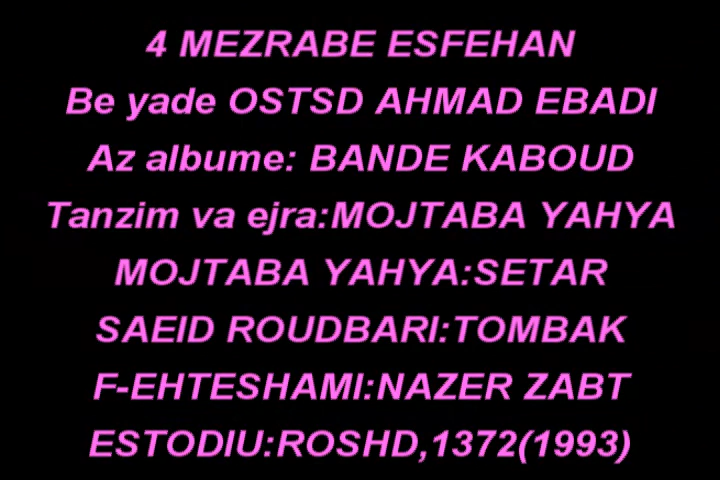 4 MEZRABE ESFEHAN
Be yade OSTSD AHMAD EBADI
Az albume: BANDE KABOUD
Tanzim va ejra:MOJTABA YAHYA
MOJTABA YAHYA:SETAR
SAEID ROUDBARI:TOMBAK
F-EHTESHAMI:NAZER ZABT
ESTODIU:ROSHD,1372(1993)